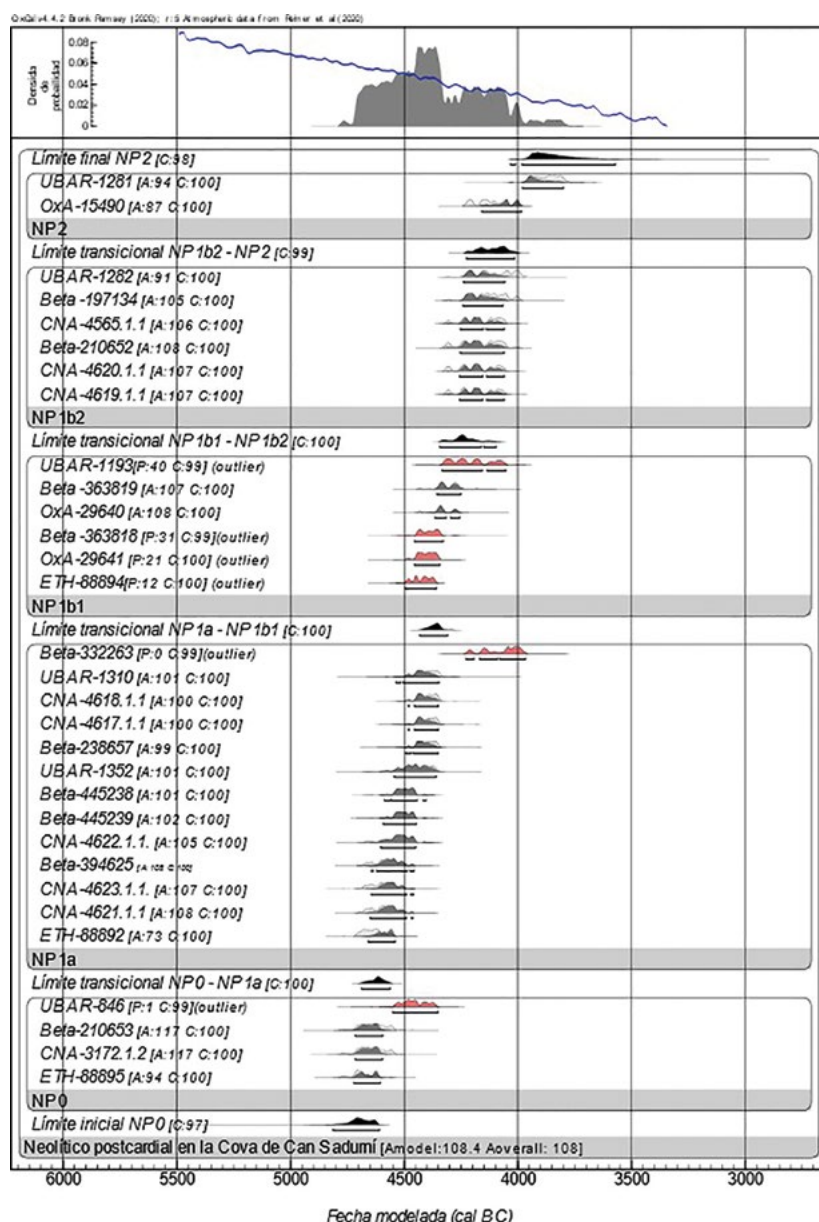 OxCal v4.4.2 Bronk Ramsey (2020); r:5 Atmospheric data from Reimer et al (2020)
Densida
de
probailidad
0.08
0.06
0.04
0.02
0
Límite final NP2 [C:98]
UBAR-1281 [A:94 C:100]
OxA-15490 [A:87 C:100]
NP2
Límite transicional NP1b2 - NP2 [C:99]
UBAR-1282 [A:91 C:100]
Beta -197134 [A:105 C:100]
CNA-4565.1.1 [A:106 C:100]
Beta-210652 [A:108 C:100]
CNA-4620.1.1 [A:107 C:100]
CNA-4619.1.1 [A:107 C:100]
NP1b2
Límite transicional NP1b1 - NP1b2 [C:100]
UBAR-1193[P:40 C:99] (outlier)
Beta -363819 [A:107 C:100]
OxA -29640 [A:108 C:100]
Beta -363818 [P:31 C:99](outlier)
OxA-29641 [P:21 C:100] (outlier)
ETH-88894[P:12 C:100] (outlier)
NP1b1
Límite transicional NP1a - NP1b1 [C:100]
Beta-332263 [P:0 C:99](outlier)
UBAR-1310 [A:101 C:100]
CNA-4618.1.1 [A:100 C:100]
CNA-4617.1.1 [A:100 C:100]
Beta-238657 [A:99 C:100]
UBAR-1352 [A:101 C:100]
Beta-445238 [A:101 C:100]
Beta-445239 [A:102 C:100]
CNA-4622.1.1. [A:105 C:100]
Beta-394625 [A:108 C:100]
CNA-4623.1.1. [A:107 C:100]
CNA-4621.1.1 [A:108 C:100]
ETH-88892 [A:73 C:100]
NP1a
Límite transicional NP0 - NP1a [C:100]
UBAR-846 [P:1 C:99](outlier)
Beta-210653 [A:117 C:100]
CNA-3172.1.2 [A:117 C:100]
ETH-88895 [A:94 C:100]
NP0
Límite inicial NP0 [C:97]
Neolítico postcardial en la Cova de Can Sadurní [Amodel:108.4 Aoverall: 108]
6000 5500 5000 4500 4000 3500 3000
Fecha modelada (cal BC)